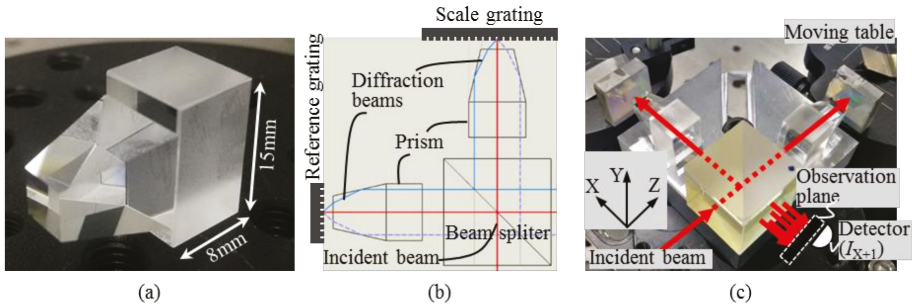 15mm
8mm
(a)
Scale grating
Reference grating
Diffraction
beams
Prism
Beam spliter
Incident beam
(b)
Moving table
Y
X
Z
Observation
plane
Detector
(I_{X+1})
Incident beam
(c)